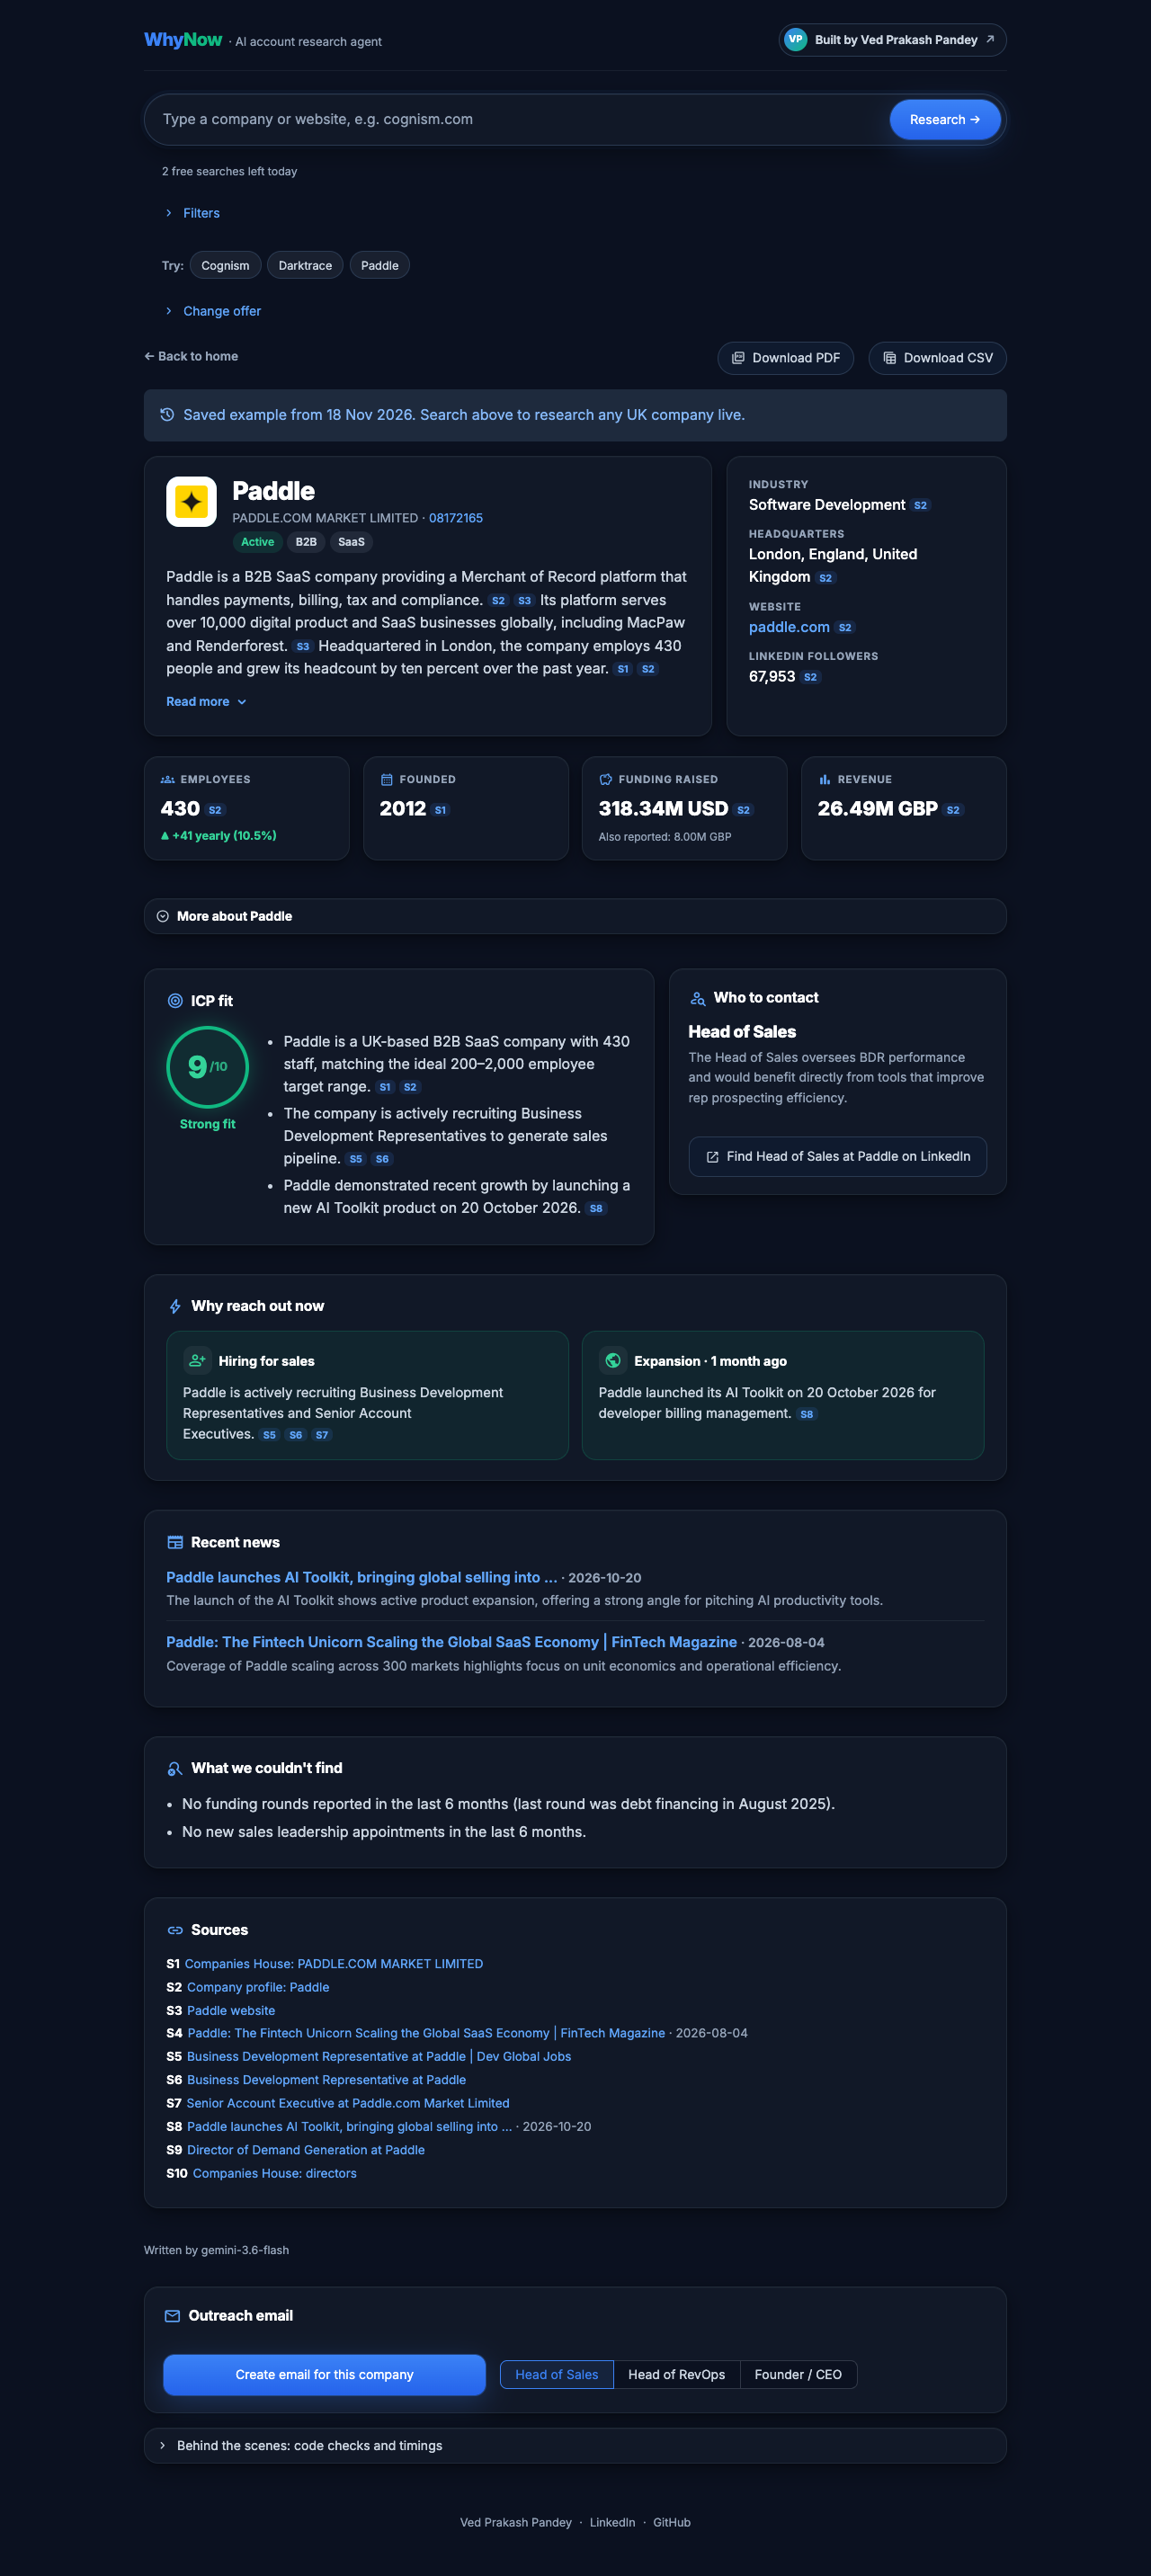 WhyNow · AI account research agent
VP Built by Ved Prakash Pandey ↗
Type a company or website, e.g. cognism.com
Research →
2 free searches left today
Filters
Try: Cognism Darktrace Paddle
Change offer
← Back to home
Download PDF
Download CSV
Saved example from 18 Nov 2026. Search above to research any UK company live.
Paddle
PADDLE.COM MARKET LIMITED · 08172165
Active B2B SaaS
Paddle is a B2B SaaS company providing a Merchant of Record platform that
handles payments, billing, tax and compliance. S2 S3 Its platform serves
over 10,000 digital product and SaaS businesses globally, including MacPaw
and Renderforest. S3 Headquartered in London, the company employs 430
people and grew its headcount by ten percent over the past year. S1 S2
Read more
INDUSTRY
Software Development S2
HEADQUARTERS
London, England, United
Kingdom S2
WEBSITE
paddle.com S2
LINKEDIN FOLLOWERS
67,953 S2
EMPLOYEES
430 S2
+41 yearly (10.5%)
FOUNDED
2012 S1
FUNDING RAISED
318.34M USD S2
Also reported: 8.00M GBP
REVENUE
26.49M GBP S2
More about Paddle
ICP fit
9/10
Strong fit
• Paddle is a UK-based B2B SaaS company with 430
staff, matching the ideal 200–2,000 employee
target range. S1 S2
• The company is actively recruiting Business
Development Representatives to generate sales
pipeline. S5 S6
• Paddle demonstrated recent growth by launching a
new AI Toolkit product on 20 October 2026. S8
Who to contact
Head of Sales
The Head of Sales oversees BDR performance
and would benefit directly from tools that improve
rep prospecting efficiency.
Find Head of Sales at Paddle on LinkedIn
Why reach out now
Hiring for sales
Paddle is actively recruiting Business Development
Representatives and Senior Account
Executives. S5 S6 S7
Expansion · 1 month ago
Paddle launched its AI Toolkit on 20 October 2026 for
developer billing management. S8
Recent news
Paddle launches AI Toolkit, bringing global selling into ... · 2026-10-20
The launch of the AI Toolkit shows active product expansion, offering a strong angle for pitching AI productivity tools.
Paddle: The Fintech Unicorn Scaling the Global SaaS Economy | FinTech Magazine · 2026-08-04
Coverage of Paddle scaling across 300 markets highlights focus on unit economics and operational efficiency.
What we couldn't find
• No funding rounds reported in the last 6 months (last round was debt financing in August 2025).
• No new sales leadership appointments in the last 6 months.
Sources
S1 Companies House: PADDLE.COM MARKET LIMITED
S2 Company profile: Paddle
S3 Paddle website
S4 Paddle: The Fintech Unicorn Scaling the Global SaaS Economy | FinTech Magazine · 2026-08-04
S5 Business Development Representative at Paddle | Dev Global Jobs
S6 Business Development Representative at Paddle
S7 Senior Account Executive at Paddle.com Market Limited
S8 Paddle launches AI Toolkit, bringing global selling into ... · 2026-10-20
S9 Director of Demand Generation at Paddle
S10 Companies House: directors
Written by gemini-3.6-flash
Outreach email
Create email for this company
Head of Sales
Head of RevOps
Founder / CEO
Behind the scenes: code checks and timings
Ved Prakash Pandey · LinkedIn · GitHub